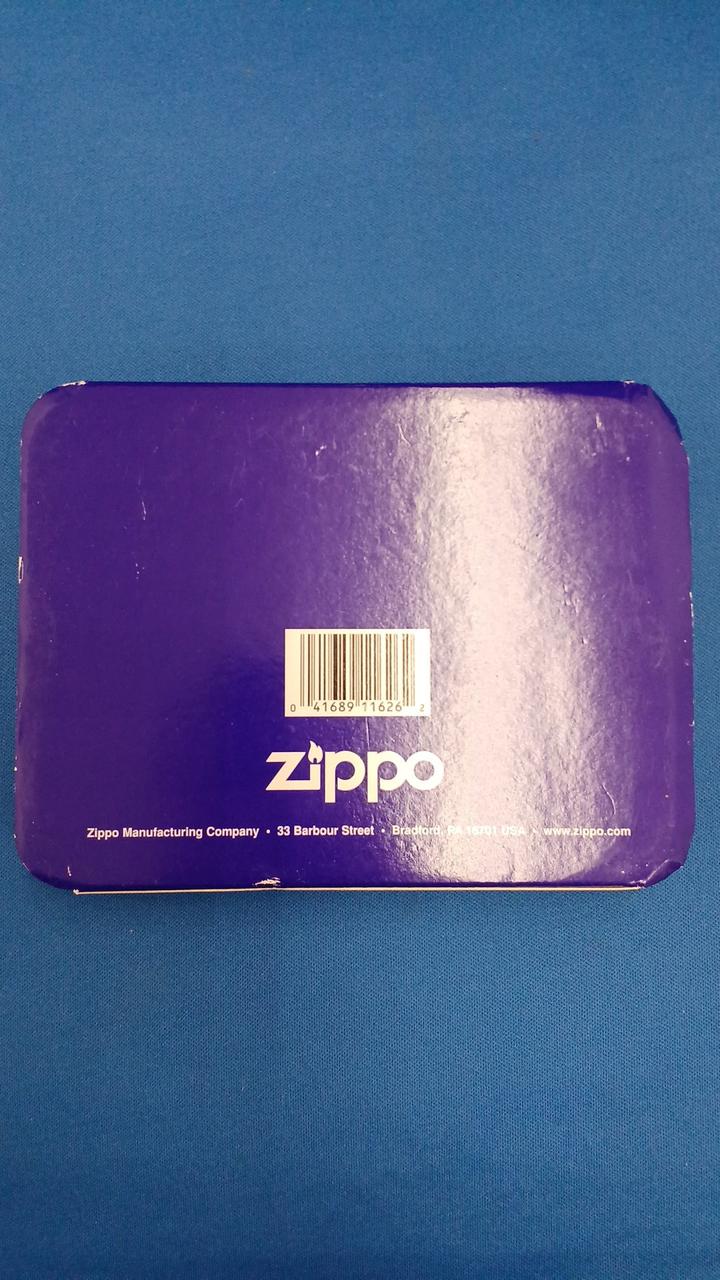 0 41689 11626 2
zippo
Zippo Manufacturing Company • 33 Barbour Street • Bradford, PA 16701 USA • www.zippo.com